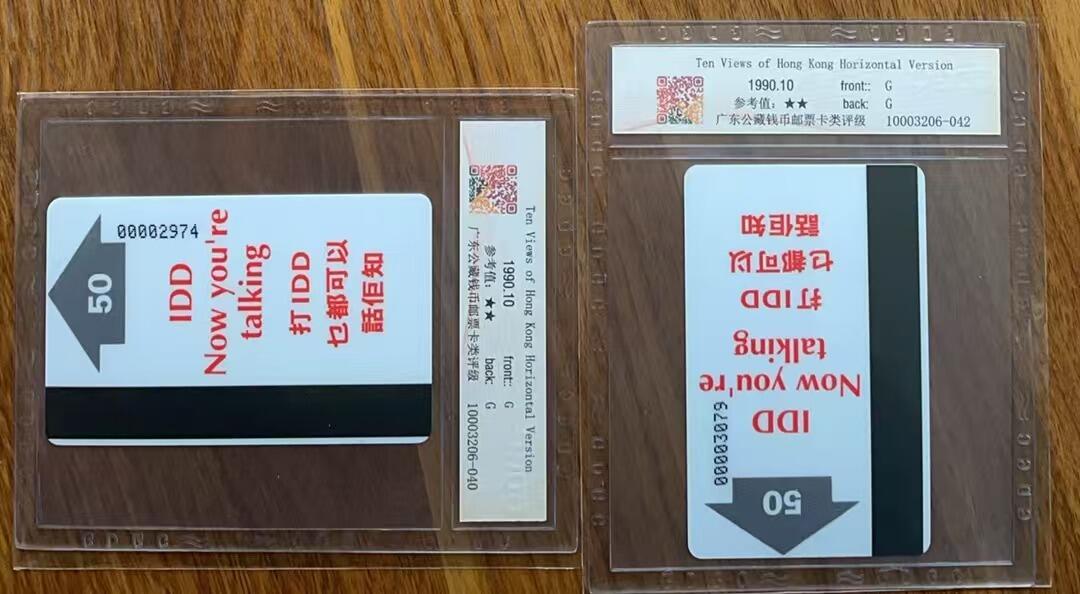 00002974
50
IDD
Now you're
talking
打IDD
乜都可以
話佢知
Ten Views of Hong Kong Horizontal Version
1990.10 front:: G
参考值：★★ back: G
广东公藏钱币邮票卡类评级 10003206-040
Ten Views of Hong Kong Horizontal Version
1990.10 front:: G
参考值：★★ back: G
广东公藏钱币邮票卡类评级 10003206-042
50
00003079
IDD
Now you're
talking
打IDD
乜都可以
話佢知